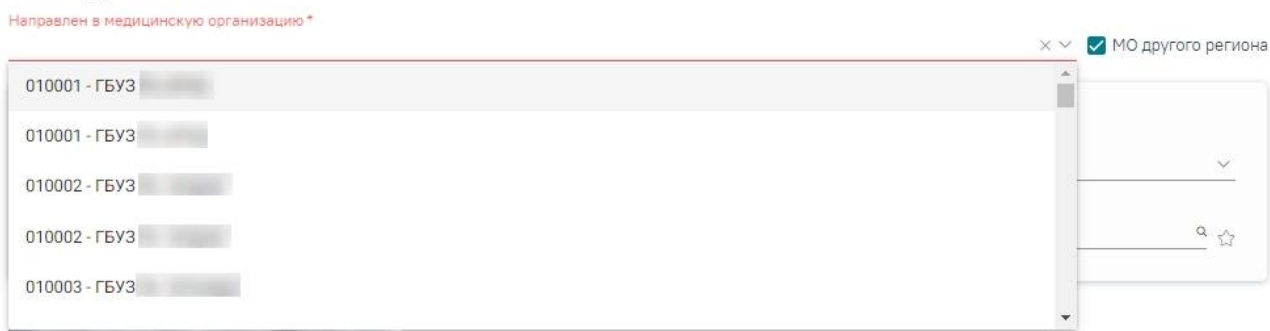 Направлен в медицинскую организацию *
МО другого региона
010001 - ГБУЗ
010001 - ГБУЗ
010002 - ГБУЗ
010002 - ГБУЗ
010003 - ГБУЗ